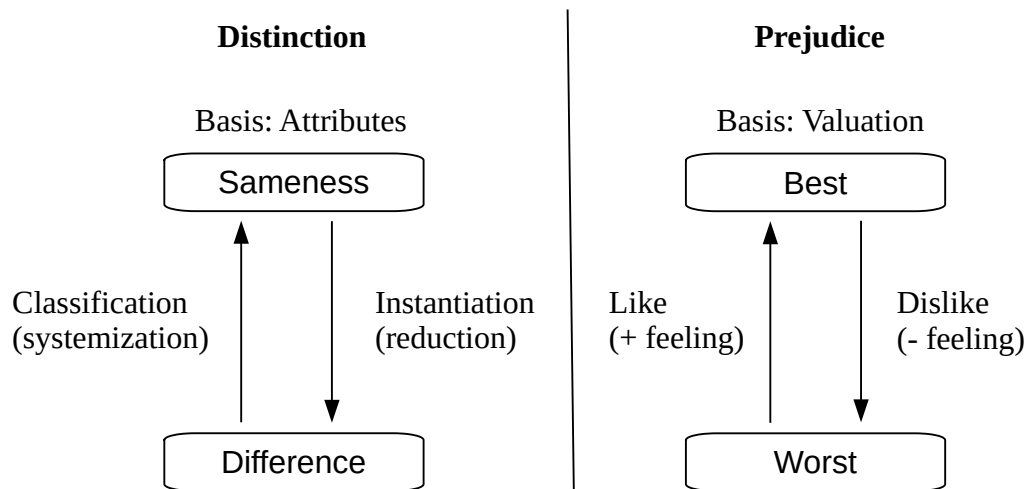 Distinction
Basis: Attributes
Sameness
Classification
(systemization)
Instantiation
(reduction)
Difference
Prejudice
Basis: Valuation
Best
Like
(+ feeling)
Dislike
(- feeling)
Worst